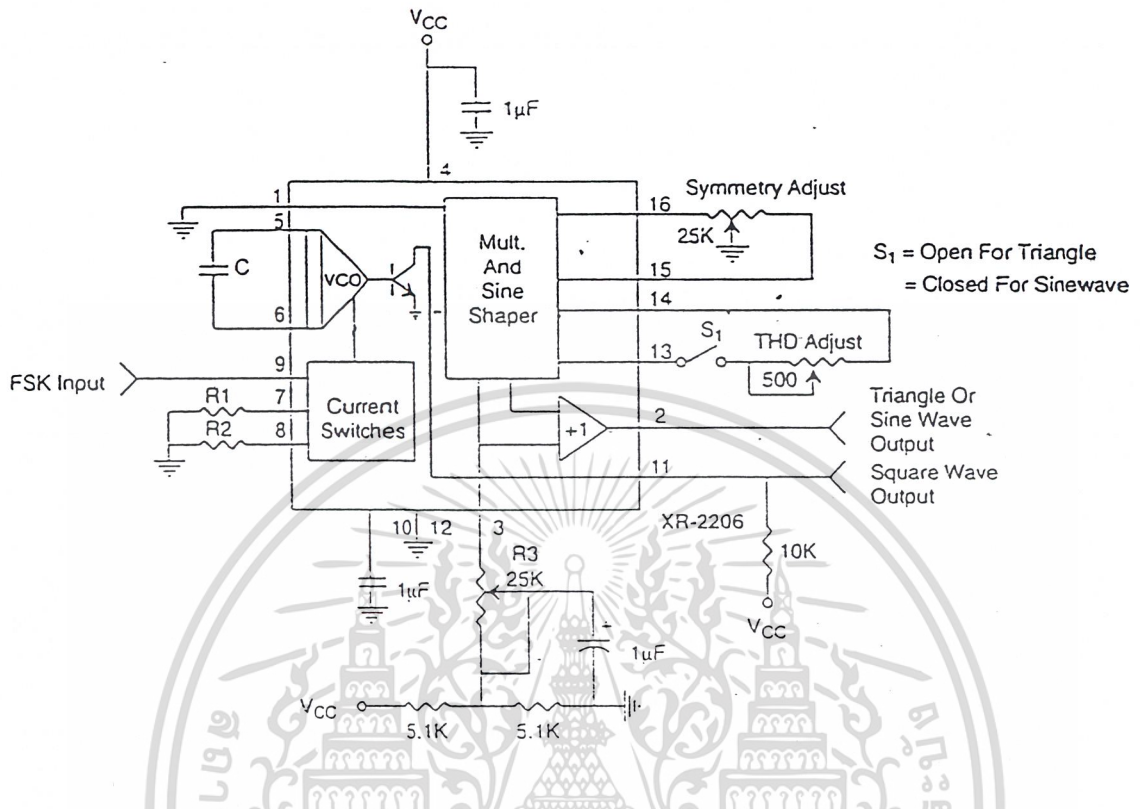 VCC
1μF
4
1
16
Symmetry Adjust
5
25K
C
VCO
Mult.
And
Sine
Shaper
15
S1 = Open For Triangle
= Closed For Sinewave
14
6
13
S1
THD Adjust
500
FSK Input
9
R1
7
Current
Switches
R2
8
+1
2
Triangle Or
Sine Wave
Output
11
Square Wave
Output
10
12
3
XR-2206
R3
25K
10K
1μF
+
1μF
VCC
VCC
5.1K
5.1K